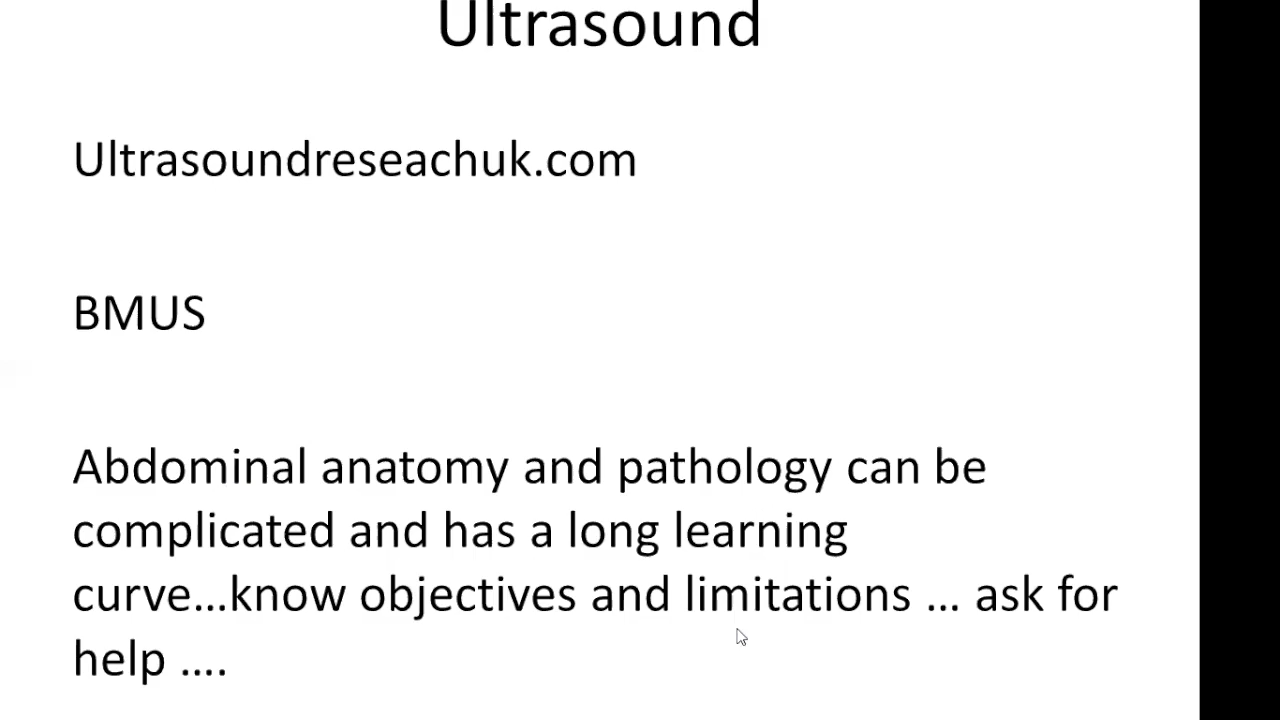 Ultrasound
Ultrasoundreseachuk.com
BMUS
Abdominal anatomy and pathology can be
complicated and has a long learning
curve...know objectives and limitations ... ask for
help ....